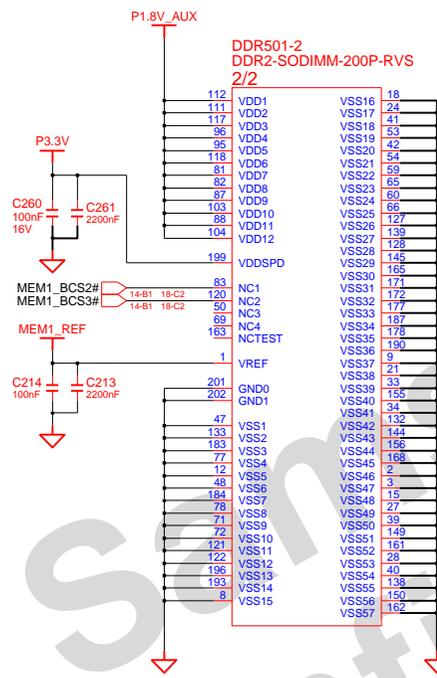 P1.8V_AUX
DDR501-2
DDR2-SODIMM-200P-RVS
2/2
112 VDD1 VSS16 18
111 VDD2 VSS17 24
117 VDD3 VSS18 41
96 VDD4 VSS19 53
95 VDD5 VSS20 42
118 VDD6 VSS21 54
81 VDD7 VSS22 59
82 VDD8 VSS23 65
87 VDD9 VSS24 60
103 VDD10 VSS25 66
88 VDD11 VSS26 127
104 VDD12 VSS27 139
VSS28 128
199 VDDSPD VSS29 145
VSS30 165
83 NC1 VSS31 171
120 NC2 VSS32 172
50 NC3 VSS33 177
69 NC4 VSS34 187
163 NCTEST VSS35 178
VSS36 190
1 VREF VSS37 9
VSS38 21
201 GND0 VSS39 33
202 GND1 VSS40 155
VSS41 34
47 VSS1 VSS42 132
133 VSS2 VSS43 144
183 VSS3 VSS44 156
77 VSS4 VSS45 168
12 VSS5 VSS46 2
48 VSS6 VSS47 3
184 VSS7 VSS48 15
78 VSS8 VSS49 27
71 VSS9 VSS50 39
72 VSS10 VSS51 149
121 VSS11 VSS52 161
122 VSS12 VSS53 28
196 VSS13 VSS54 40
193 VSS14 VSS55 138
8 VSS15 VSS56 150
VSS57 162
P3.3V
C260
100nF
16V
C261
2200nF
MEM1_BCS2#
14-B1 18-C2
MEM1_BCS3#
14-B1 18-C2
MEM1_REF
C214
100nF
C213
2200nF